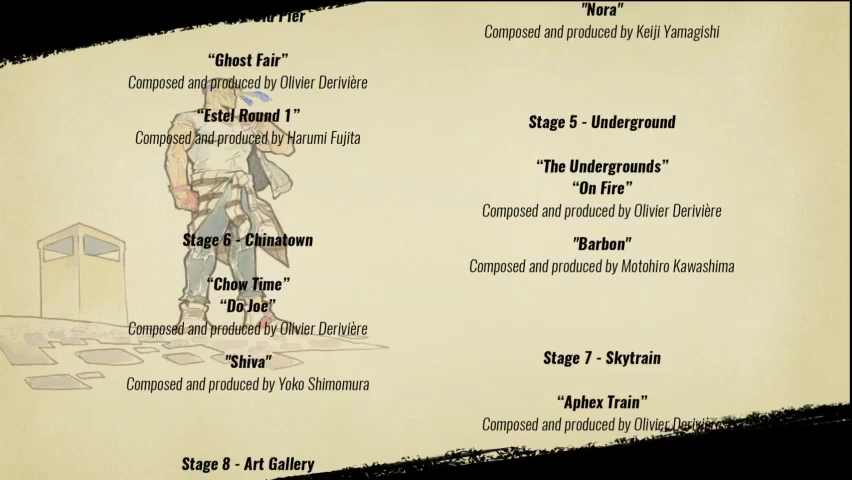 Old Pier
“Ghost Fair”
Composed and produced by Olivier Derivière
“Estel Round 1”
Composed and produced by Harumi Fujita
Stage 6 - Chinatown
“Chow Time”
“Do Joe”
Composed and produced by Olivier Derivière
"Shiva"
Composed and produced by Yoko Shimomura
Stage 8 - Art Gallery
"Nora"
Composed and produced by Keiji Yamagishi
Stage 5 - Underground
“The Undergrounds”
“On Fire”
Composed and produced by Olivier Derivière
"Barbon"
Composed and produced by Motohiro Kawashima
Stage 7 - Skytrain
“Aphex Train”
Composed and produced by Olivier Derivière